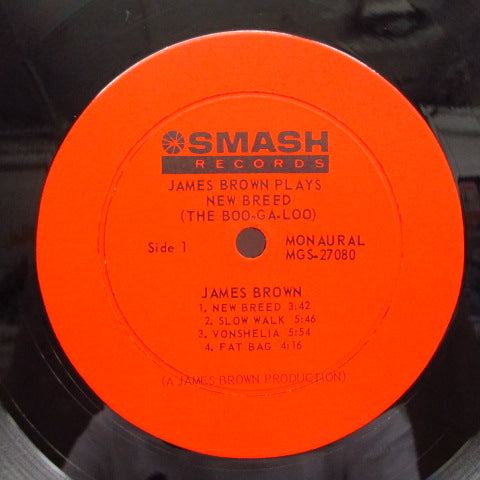 SMASH
RECORDS
JAMES BROWN PLAYS
NEW BREED
(THE BOO-GA-LOO)
Side 1
MONAURAL
MGS-27080
JAMES BROWN
1. NEW BREED 3:42
2. SLOW WALK 5:46
3. VONSHELIA 5:54
4. FAT BAG 4:16
(A JAMES BROWN PRODUCTION)